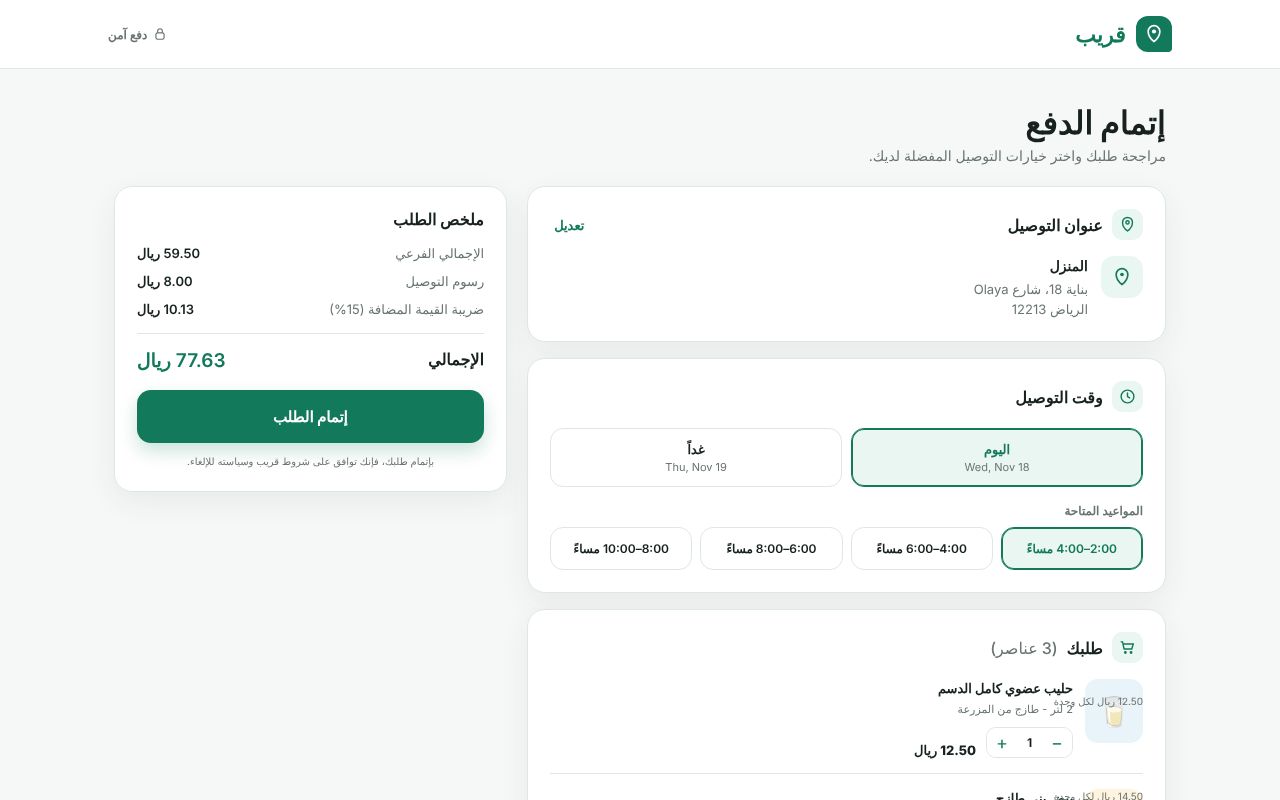 قريب
دفع آمن
إتمام الدفع
مراجحة طلبك واختر خيارات التوصيل المفضلة لديك.
عنوان التوصيل
تعديل
المنزل
بناية 18، شارع Olaya
الرياض 12213
وقت التوصيل
اليوم
Wed, Nov 18
غداً
Thu, Nov 19
المواعيد المتاحة
2:00–4:00 مساءً
4:00–6:00 مساءً
6:00–8:00 مساءً
8:00–10:00 مساءً
طلبك (3 عناصر)
حليب عضوي كامل الدسم
12.50 ريال لكل وحدة
2 لتر - طازج من المزرعة
− 1 +
12.50 ريال
14.50 ريال لكل وحدة
ملخص الطلب
الإجمالي الفرعي 59.50 ريال
رسوم التوصيل 8.00 ريال
ضريبة القيمة المضافة (15%) 10.13 ريال
الإجمالي 77.63 ريال
إتمام الطلب
بإتمام طلبك، فإنك توافق على شروط قريب وسياسته للإلغاء.